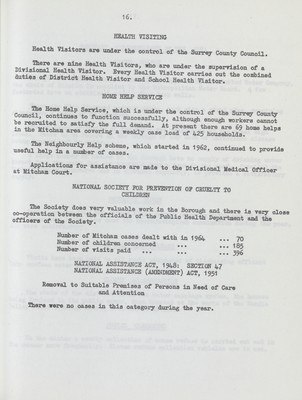 16.
HEALTH VISITING
Health Visitors are under the control of the Surrey County Council.
There are nine Health Visitors, who are under the supervision of a
Divisional Health Visitor. Every Health Visitor carries out the combined
duties of District Health Visitor and School Health Visitor.
HOME HELP SERVICE
The Home Help Service, which is under the control of the Surrey County
Council, continues to function successfully, although enough workers cannot
be recruited to satisfy the full demand. At present there are 69 home helps
in the Mitcham area covering a weekly case load of 425 households.
The Neighbourly Help scheme, which started in 1962, continued to provide
useful help in a number of cases.
Applications for assistance are made to the Divisional Medical Officer
at Mitcham Court.
NATIONAL SOCIETY FOR PREVENTION OF CRUELTY TO
CHILDREN
The Society does very valuable work in the Borough and there is very close
co-operation between the officials of the Public Health Department and the
officers of the Society.
Number of Mitcham cases dealt with in 1964 ... 70
Number of children concerned ... ... 185
Number of visits paid ... ... ... 396
NATIONAL ASSISTANCE ACT, 1948: SECTION 47
NATIONAL ASSISTANCE (AMENDMENT) ACT, 1951
Removal to Suitable Premises of Persons in Need of Care
and Attention
There were no cases in this category during the year.